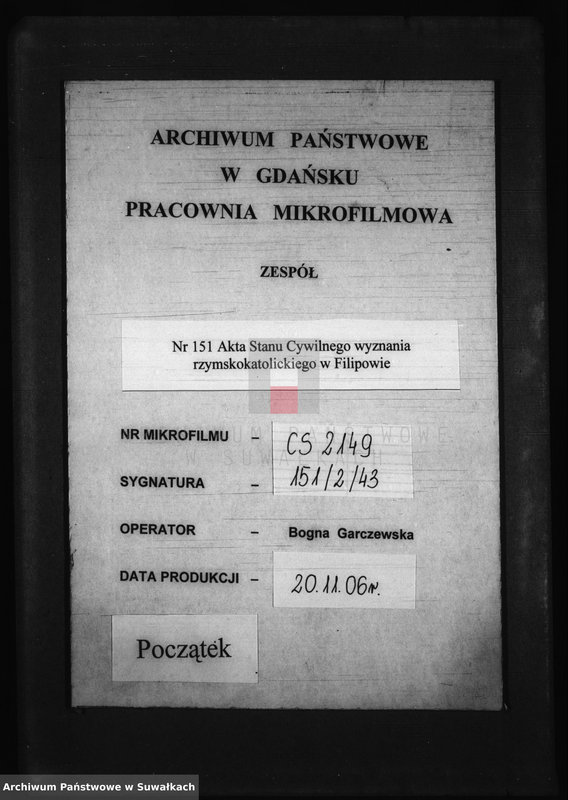 ARCHIWUM PAŃSTWOWE
W GDAŃSKU
PRACOWNIA MIKROFILMOWA
ZESPÓŁ
Nr 151 Akta Stanu Cywilnego wyznania
rzymskokatolickiego w Filipowie
NR MIKROFILMU – CS 2149
SYGNATURA – 151/2/43
OPERATOR – Bogna Garczewska
DATA PRODUKCJI – 20.11.06r.
Początek
Archiwum Państwowe w Suwałkach